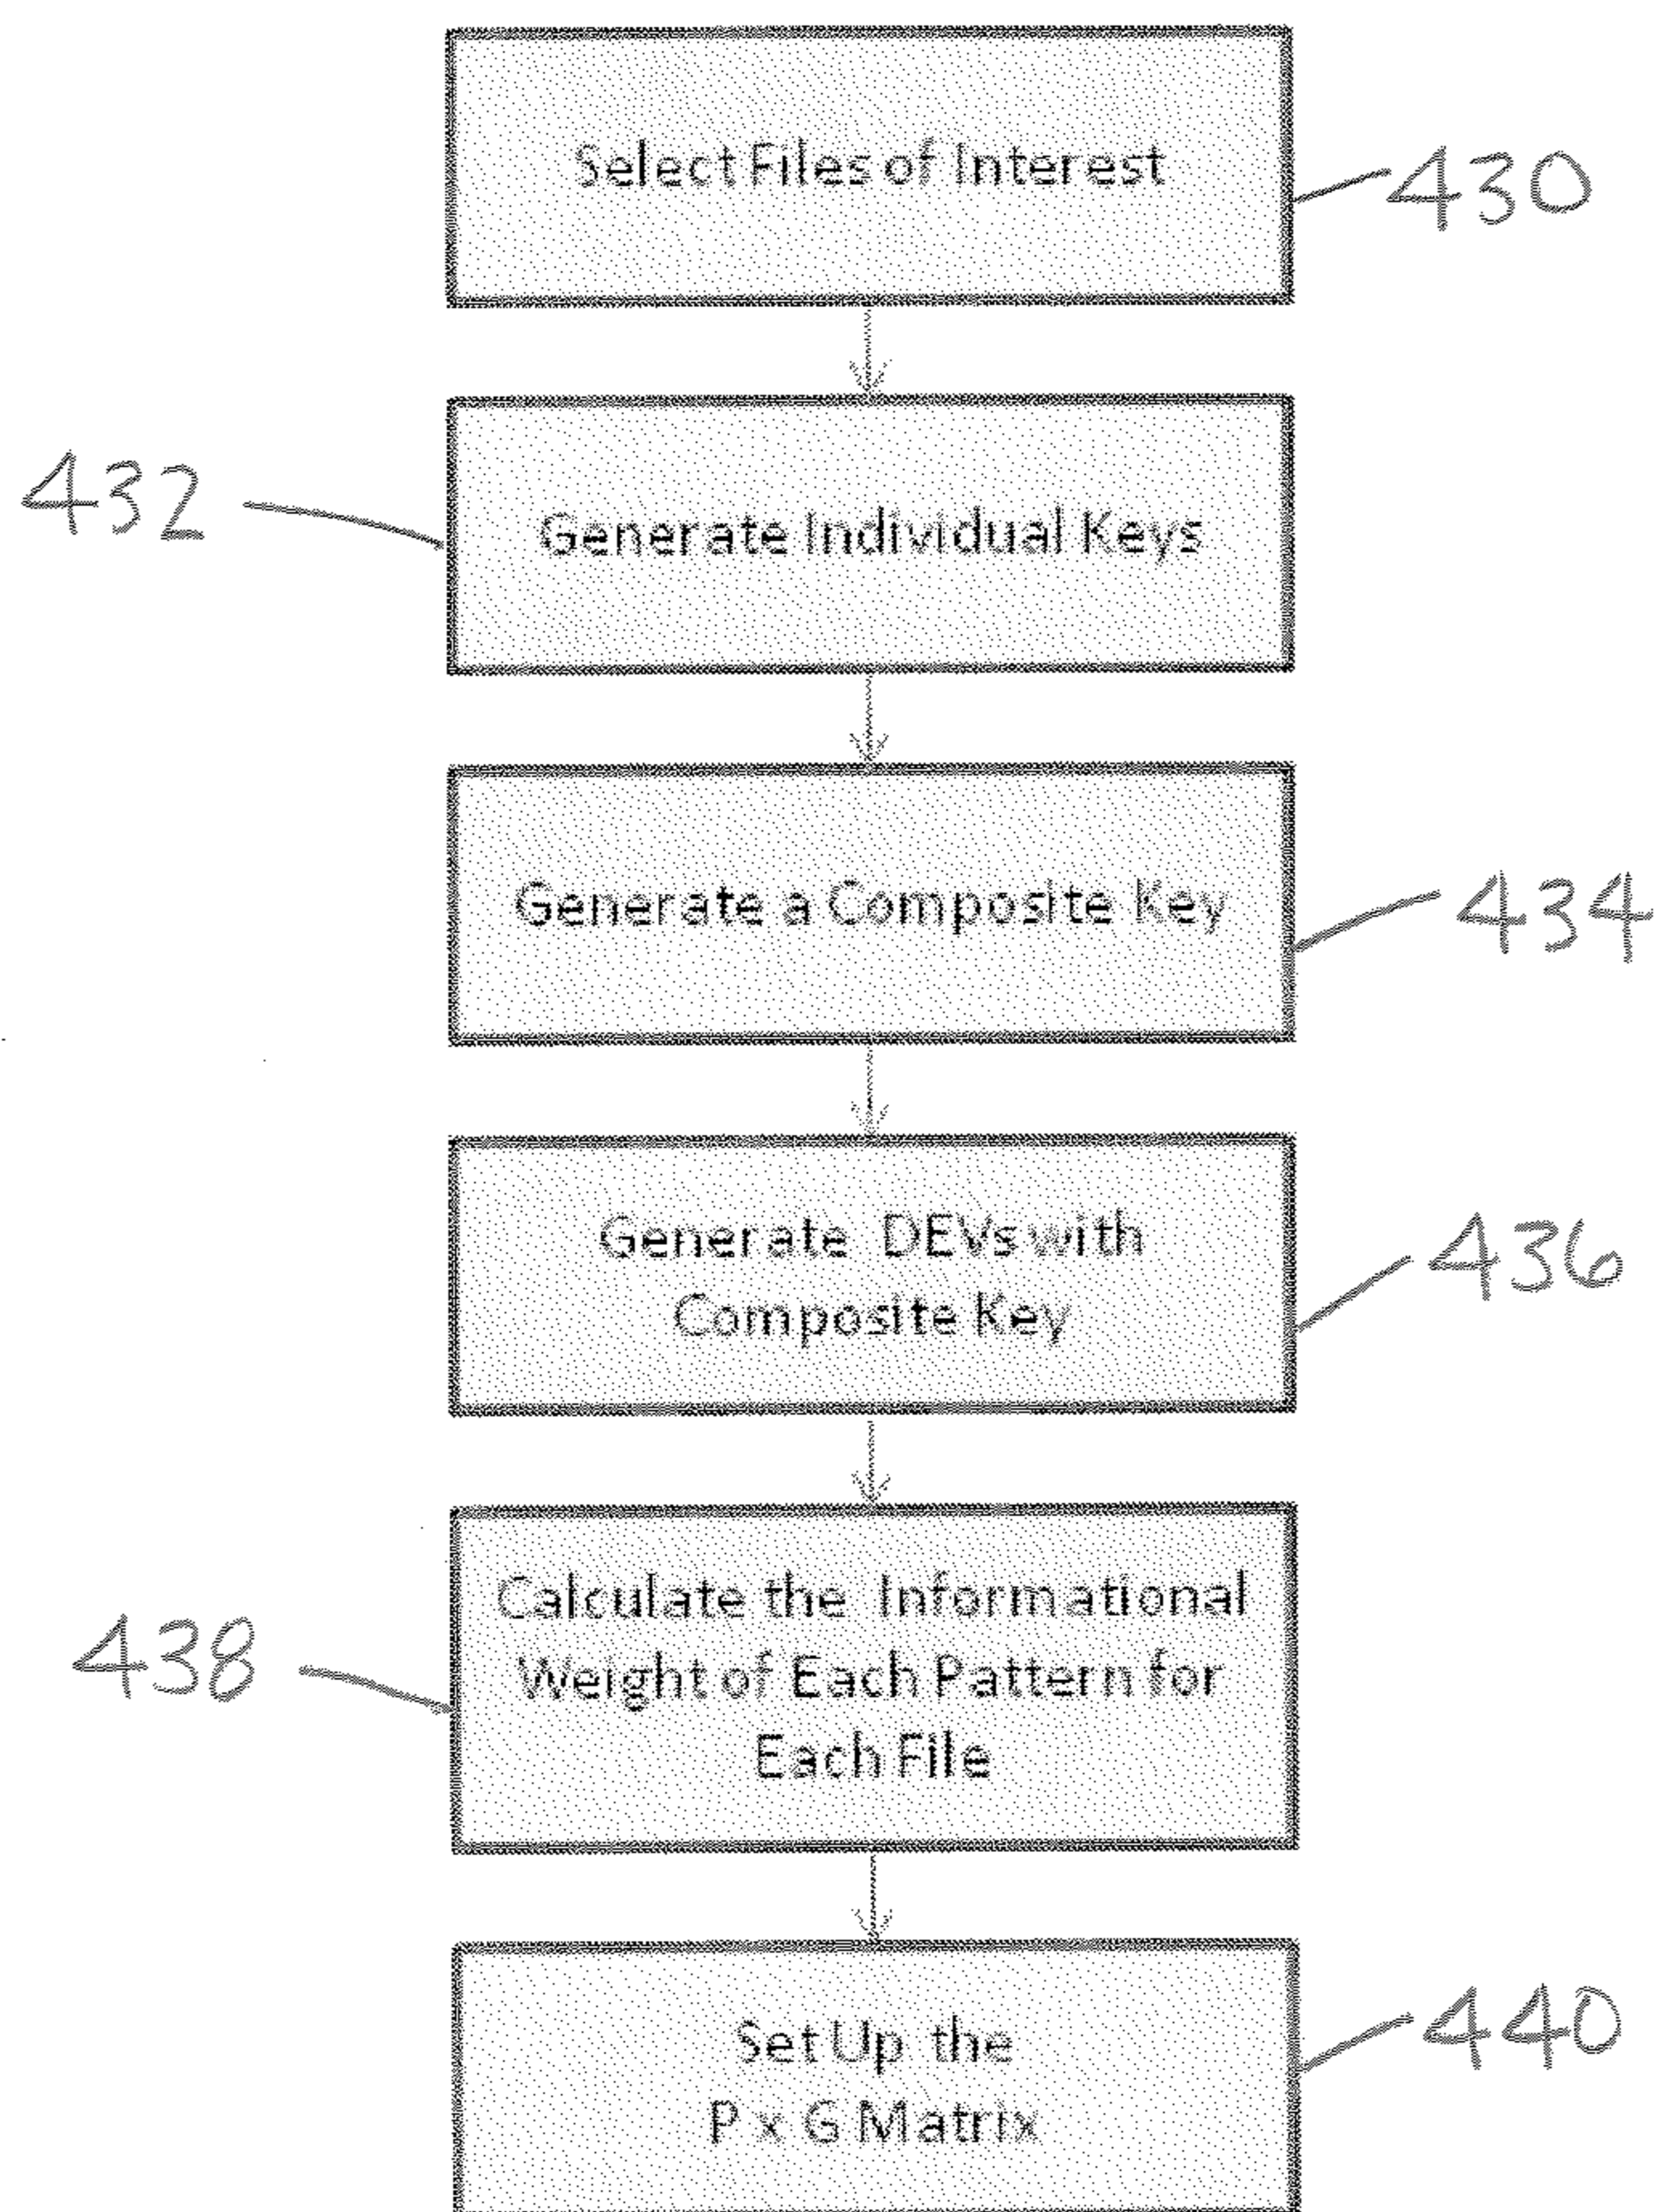 Select Files of Interest
430
432
Generate Individual Keys
Generate a Composite Key
434
Generate DEVs with
Composite Key
436
Calculate the Informational
Weight of Each Pattern for
Each File
438
Set Up the
P x G Matrix
440